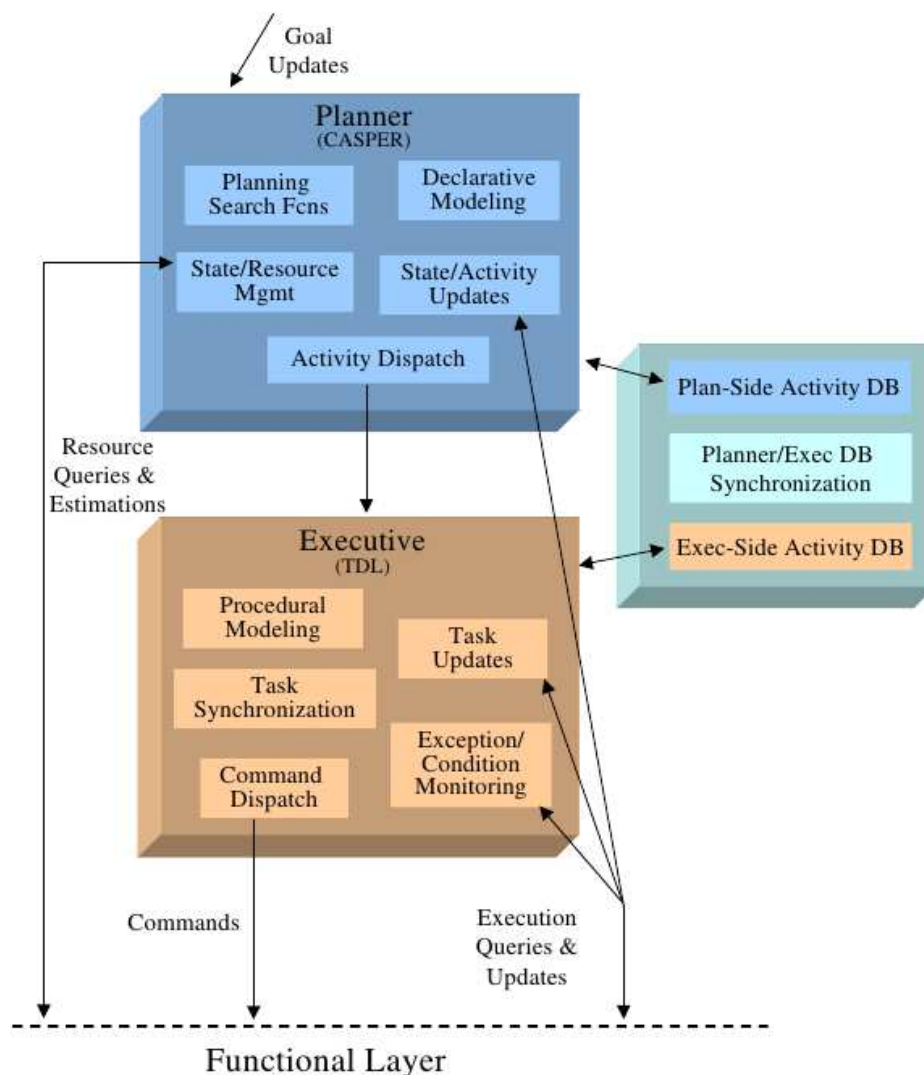 Goal
Updates
Planner
(CASPER)
Planning
Search Fcns
Declarative
Modeling
State/Resource
Mgmt
State/Activity
Updates
Activity Dispatch
Plan-Side Activity DB
Planner/Exec DB
Synchronization
Exec-Side Activity DB
Resource
Queries &
Estimations
Executive
(TDL)
Procedural
Modeling
Task
Updates
Task
Synchronization
Exception/
Condition
Monitoring
Command
Dispatch
Commands
Execution
Queries &
Updates
Functional Layer